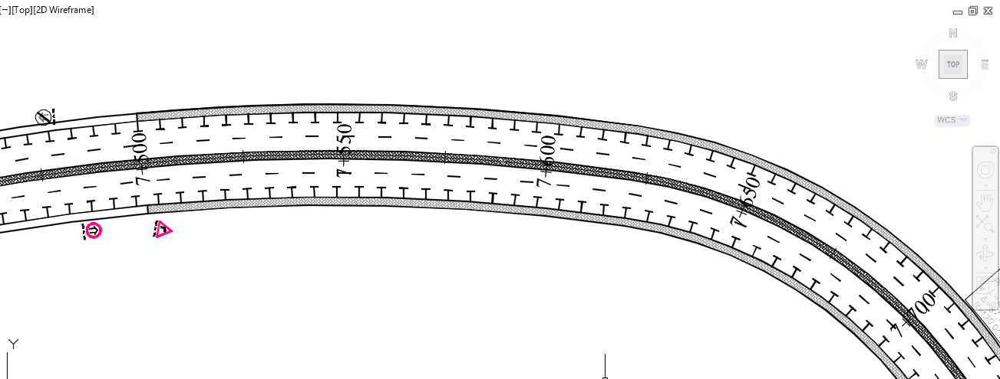 [−][Top][2D Wireframe]
N
W TOP E
S
WCS
7+500
7+550
7+600
7+650
7+700
Y